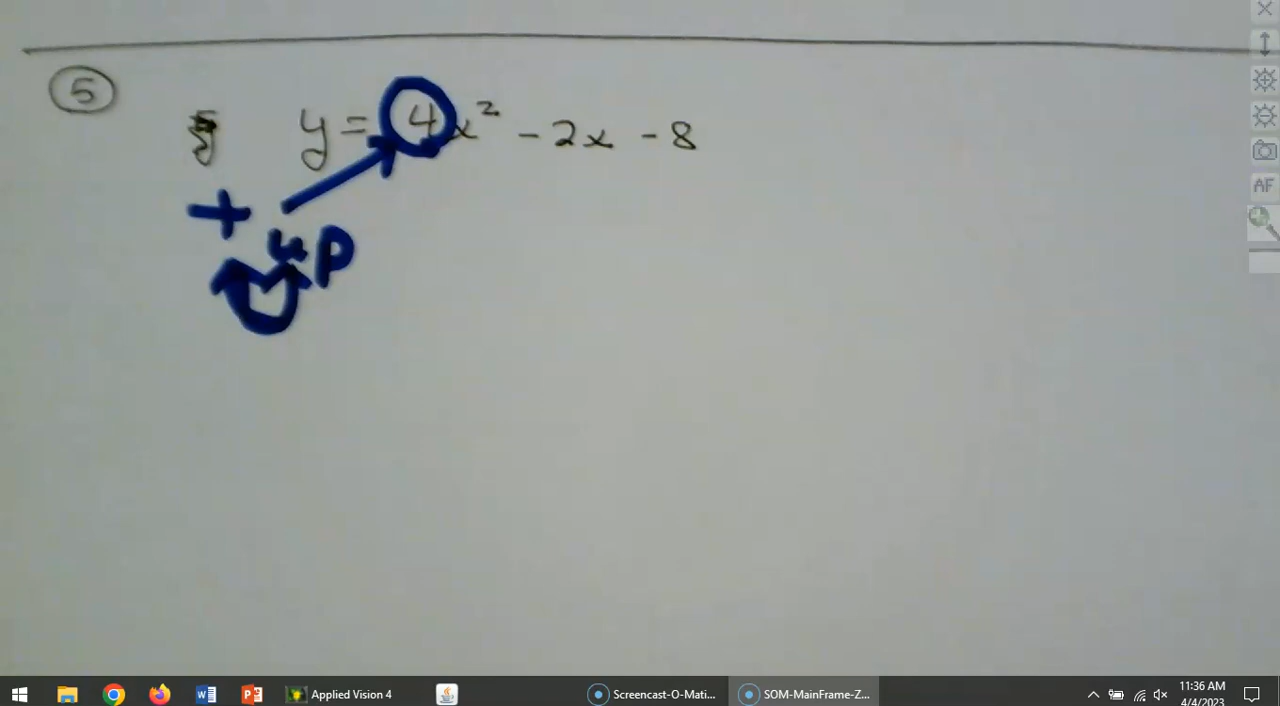 5
y = 4x² - 2x - 8
+
up
AF
Applied Vision 4
Screencast-O-Mati...
SOM-MainFrame-Z...
11:36 AM
4/4/2023